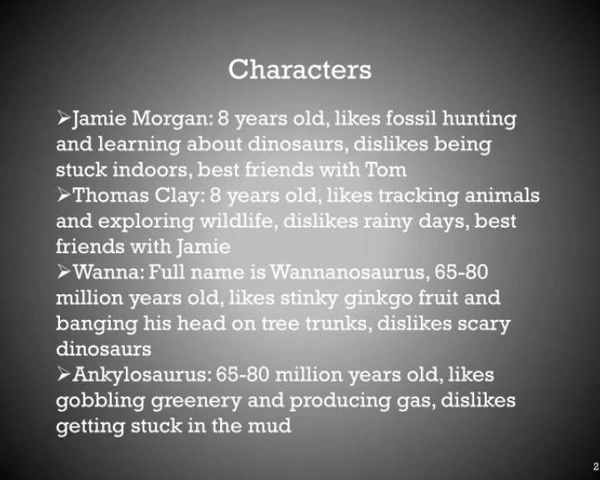 Characters
➢Jamie Morgan: 8 years old, likes fossil hunting
and learning about dinosaurs, dislikes being
stuck indoors, best friends with Tom
➢Thomas Clay: 8 years old, likes tracking animals
and exploring wildlife, dislikes rainy days, best
friends with Jamie
➢Wanna: Full name is Wannanosaurus, 65-80
million years old, likes stinky ginkgo fruit and
banging his head on tree trunks, dislikes scary
dinosaurs
➢Ankylosaurus: 65-80 million years old, likes
gobbling greenery and producing gas, dislikes
getting stuck in the mud
2